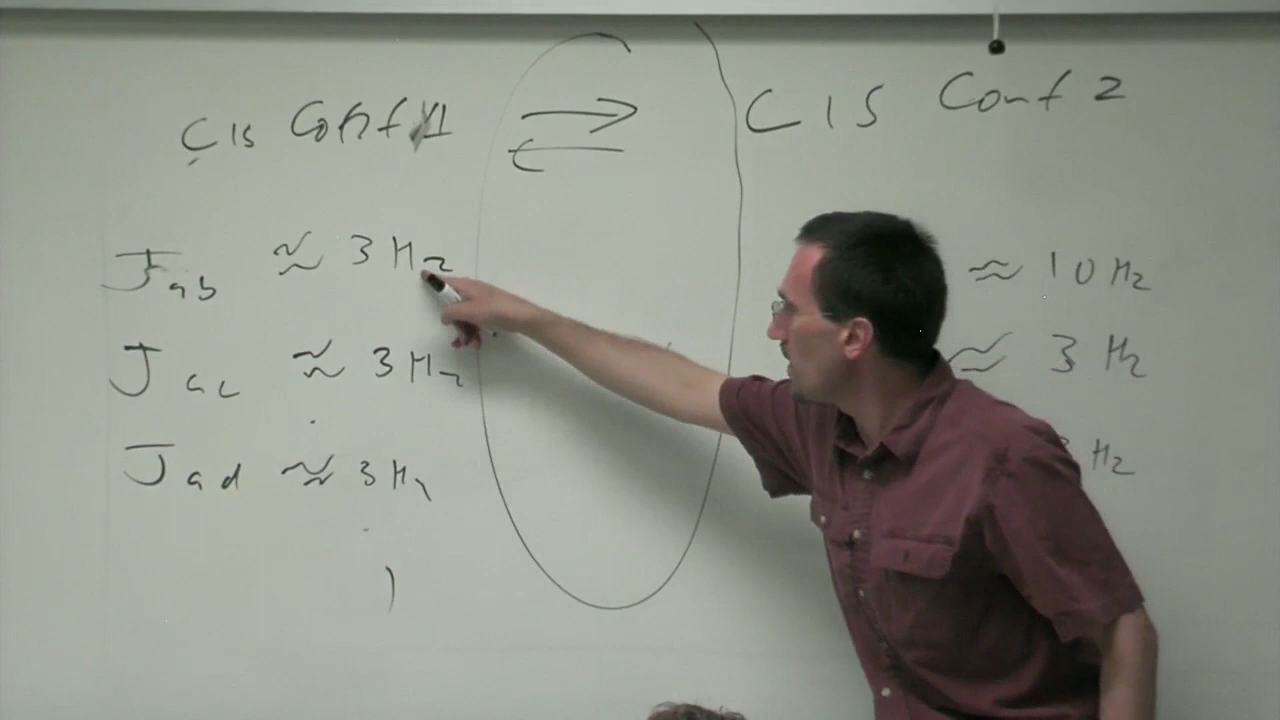 CIS Conf 1 ⇌ CIS Conf 2
Jab ≈ 3 Hz ≈ 10 Hz
Jac ≈ 3 Hz ≈ 3 Hz
Jad ≈ 3 Hz Hz